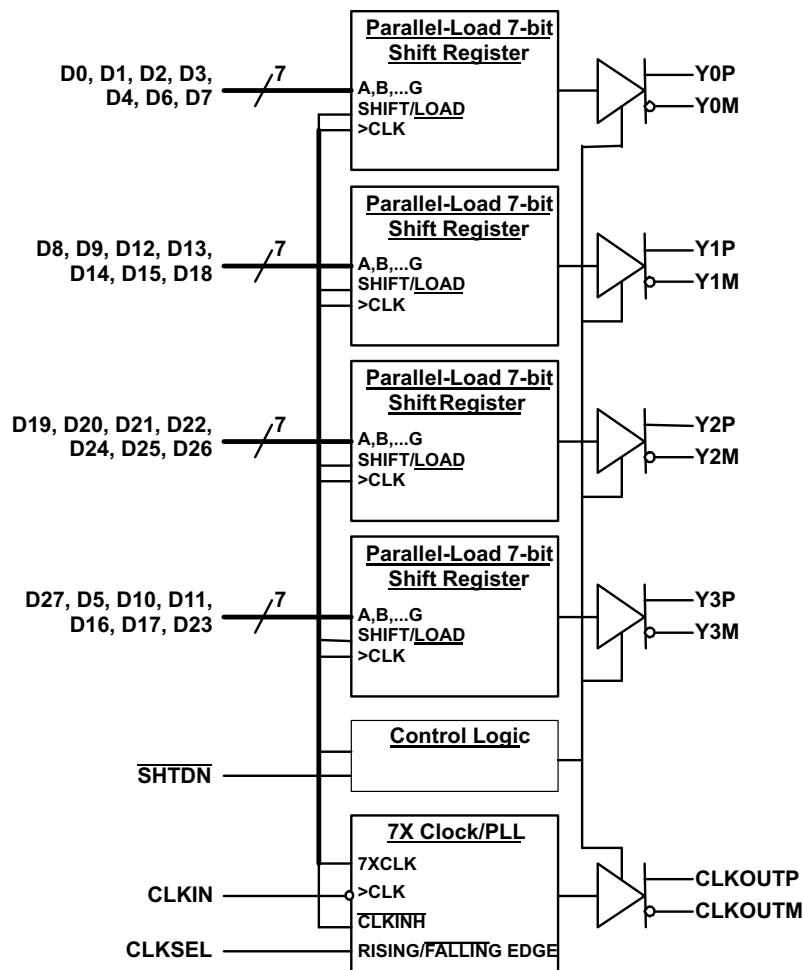 Parallel-Load 7-bit
Shift Register
D0, D1, D2, D3,
D4, D6, D7
7
A,B,...G
SHIFT/LOAD
>CLK
Y0P
Y0M
Parallel-Load 7-bit
Shift Register
D8, D9, D12, D13,
D14, D15, D18
7
A,B,...G
SHIFT/LOAD
>CLK
Y1P
Y1M
Parallel-Load 7-bit
Shift Register
D19, D20, D21, D22,
D24, D25, D26
7
A,B,...G
SHIFT/LOAD
>CLK
Y2P
Y2M
Parallel-Load 7-bit
Shift Register
D27, D5, D10, D11,
D16, D17, D23
7
A,B,...G
SHIFT/LOAD
>CLK
Y3P
Y3M
Control Logic
SHTDN
7X Clock/PLL
7XCLK
CLKIN
>CLK
CLKINH
CLKSEL
RISING/FALLING EDGE
CLKOUTP
CLKOUTM